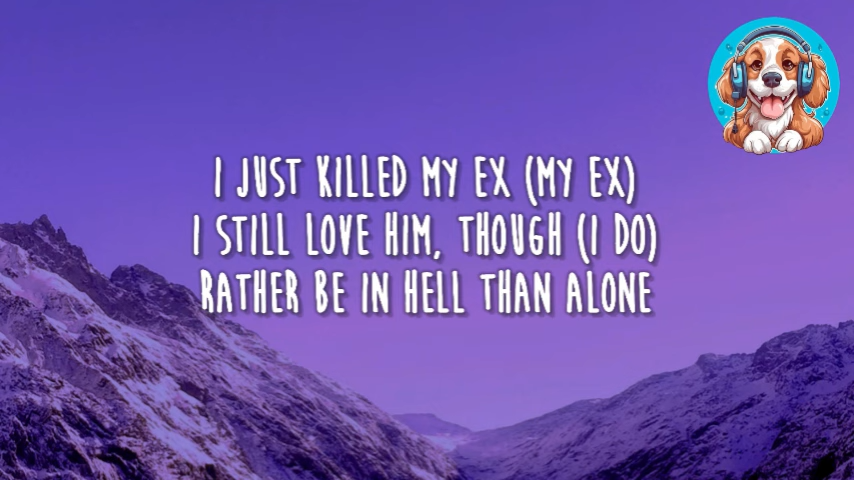 I JUST KILLED MY EX (MY EX)
I STILL LOVE HIM, THOUGH (I DO)
RATHER BE IN HELL THAN ALONE